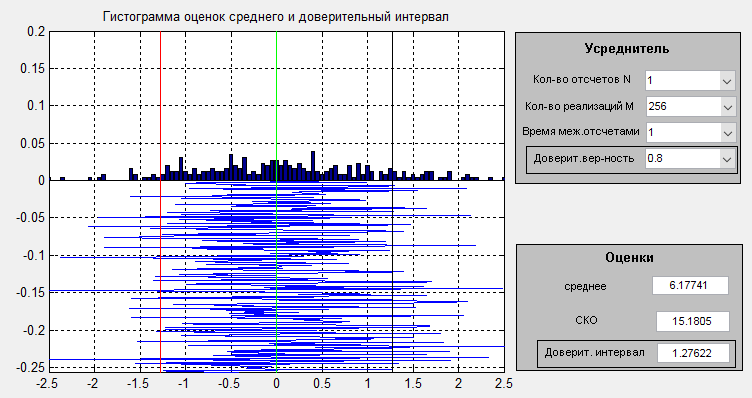 Гистограмма оценок среднего и доверительный интервал
0.2
0.15
0.1
0.05
0
-0.05
-0.1
-0.15
-0.2
-0.25
-2.5 -2 -1.5 -1 -0.5 0 0.5 1 1.5 2 2.5
Усреднитель
Кол-во отсчетов N 1
Кол-во реализаций M 256
Время меж.отсчетами 1
Доверит.вер-ность 0.8
Оценки
среднее 6.17741
СКО 15.1805
Доверит. интервал 1.27622